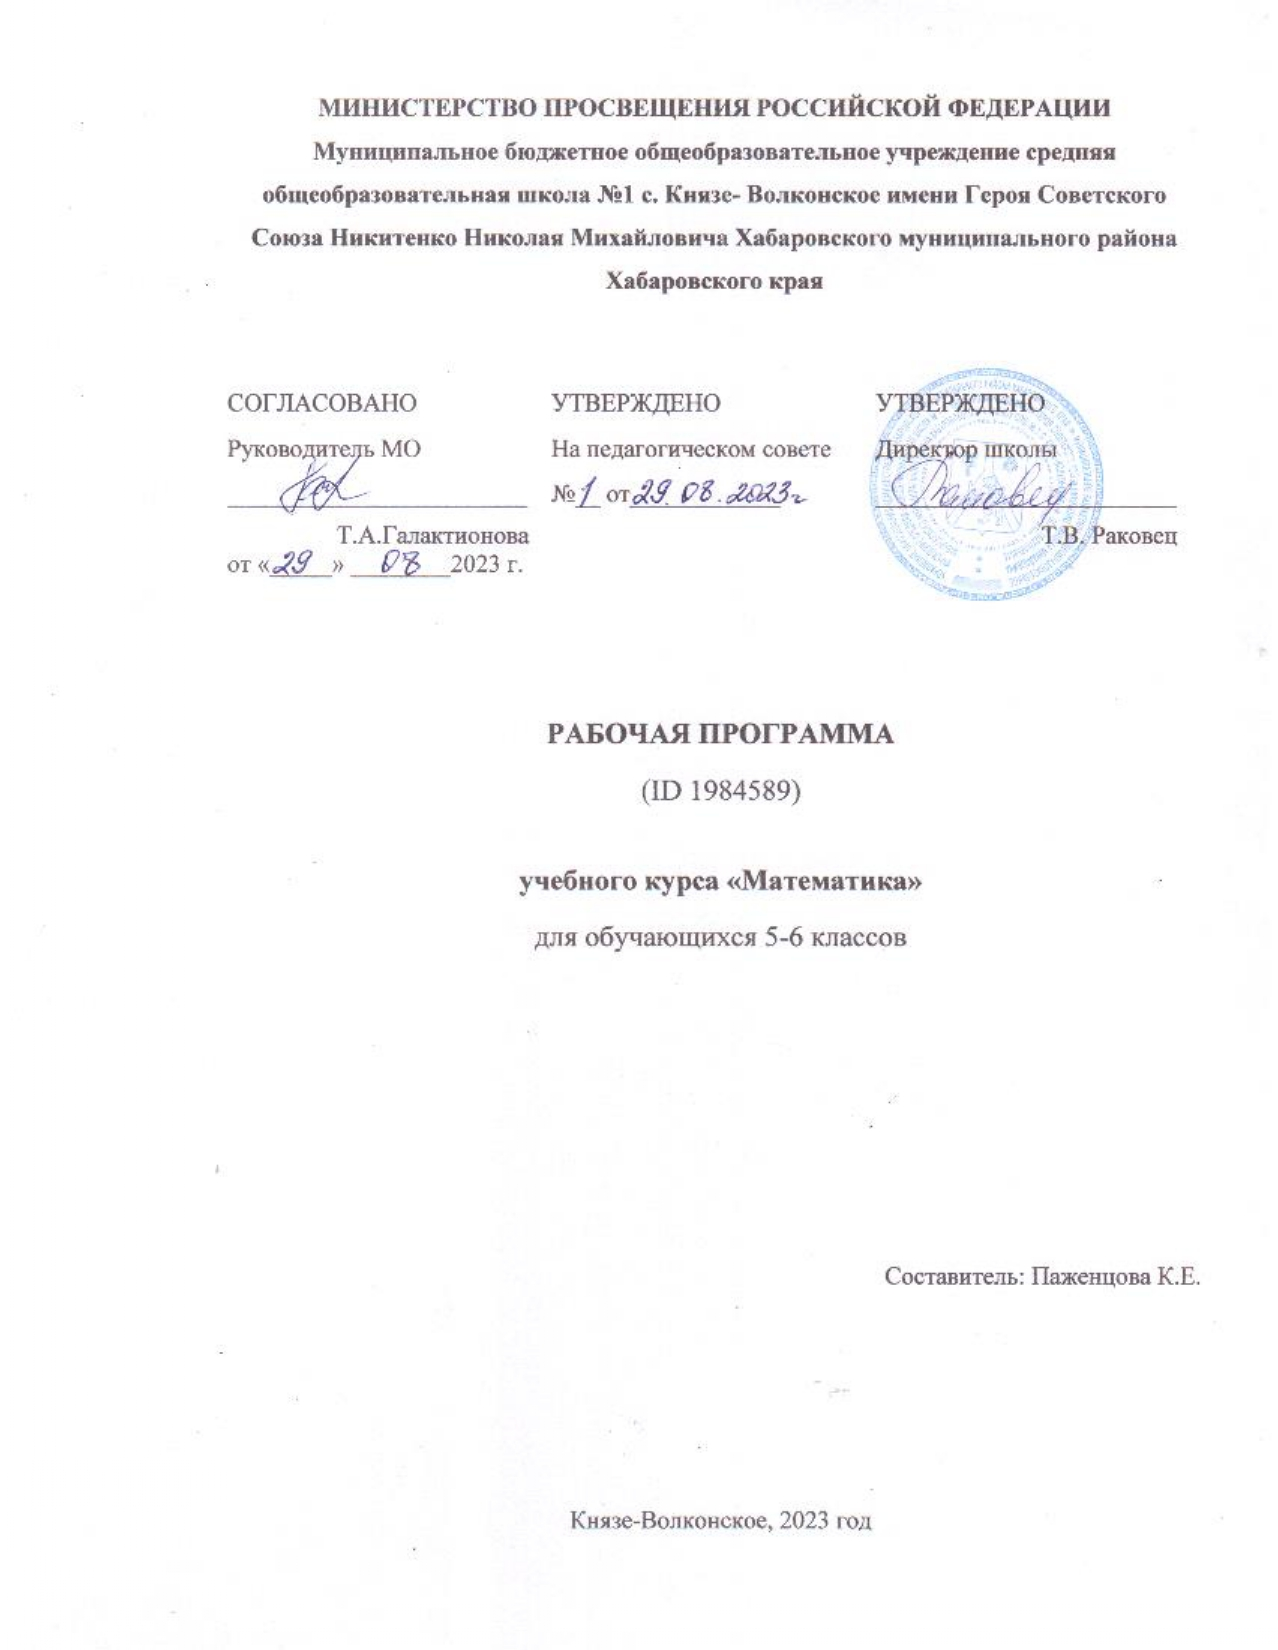 МИНИСТЕРСТВО ПРОСВЕЩЕНИЯ РОССИЙСКОЙ ФЕДЕРАЦИИ
Муниципальное бюджетное общеобразовательное учреждение средняя
общеобразовательная школа №1 с. Князе- Волконское имени Героя Советского
Союза Никитенко Николая Михайловича Хабаровского муниципального района
Хабаровского края
СОГЛАСОВАНО
Руководитель МО
Т.А.Галактионова
от «29» 08 2023 г.
УТВЕРЖДЕНО
На педагогическом совете
№1 от 29.08.2023г
УТВЕРЖДЕНО
Директор школы
Т.В. Раковец
РАБОЧАЯ ПРОГРАММА
(ID 1984589)
учебного курса «Математика»
для обучающихся 5-6 классов
Составитель: Паженцова К.Е.
Князе-Волконское, 2023 год